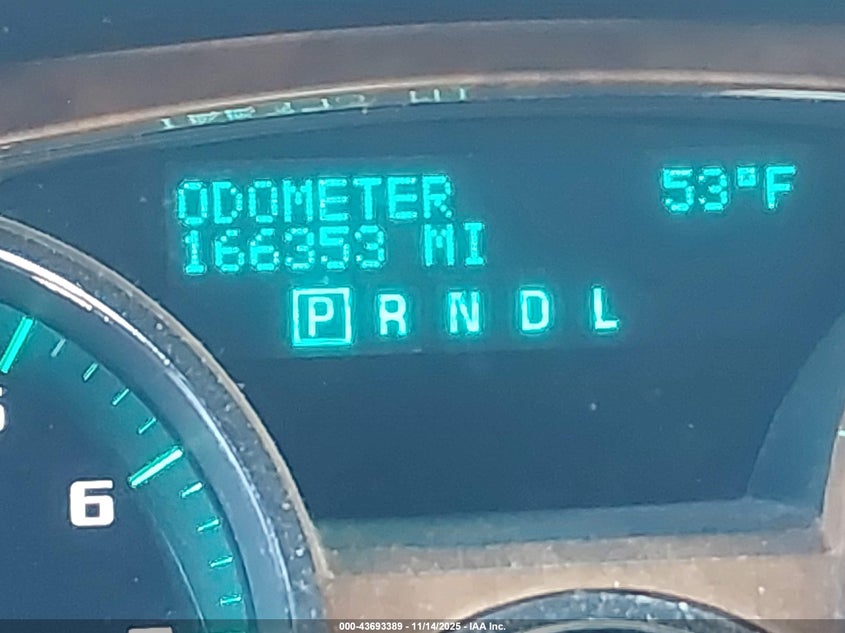 ODOMETER 53°F
166353 MI
P R N D L
6
000-43693389 - 11/14/2025 - IAA Inc.